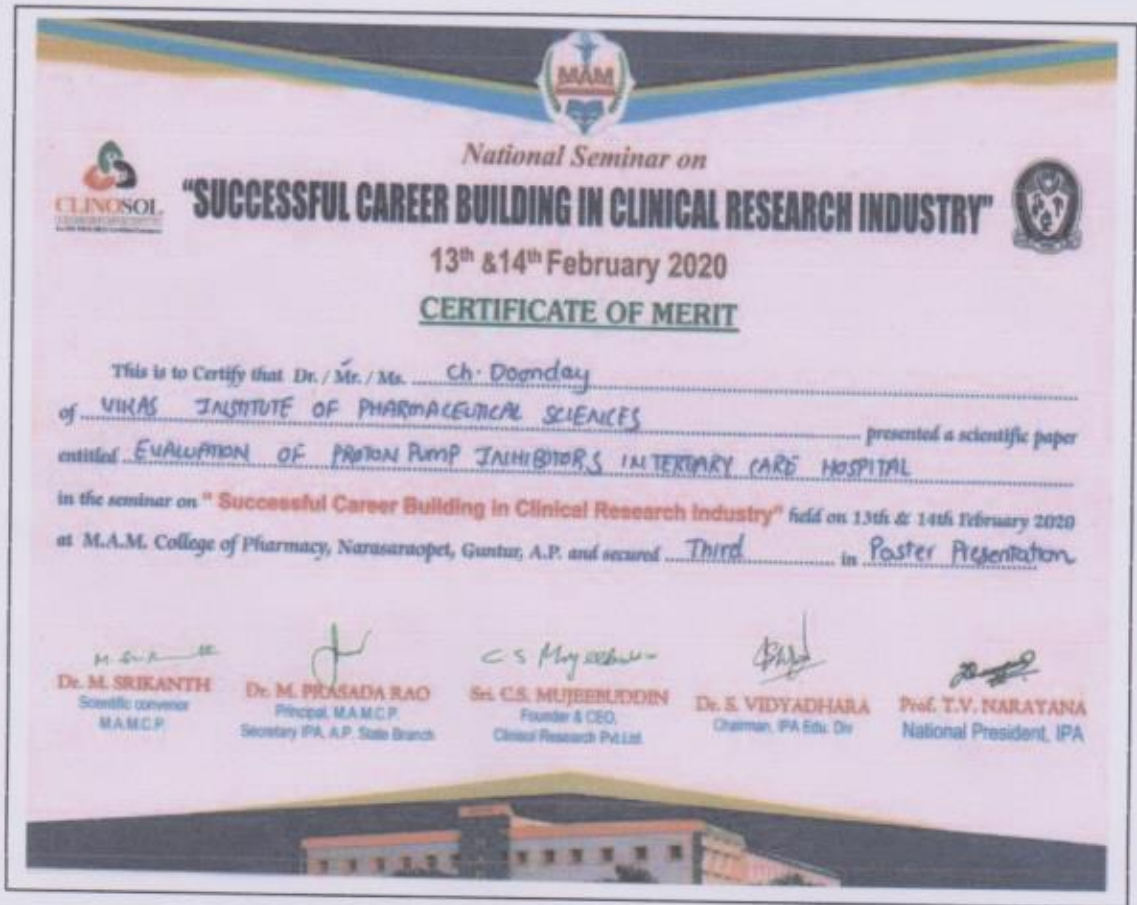 MAM
National Seminar on
CLINOSOL
"SUCCESSFUL CAREER BUILDING IN CLINICAL RESEARCH INDUSTRY"
13th &14th February 2020
CERTIFICATE OF MERIT
This is to Certify that Dr. / Mr. / Ms. Ch. Doonday
of VIKAS INSTITUTE OF PHARMACEUTICAL SCIENCES presented a scientific paper
entitled EVALUATION OF PROTON PUMP INHIBITORS IN TERTIARY CARE HOSPITAL
in the seminar on " Successful Career Building in Clinical Research Industry" held on 13th & 14th February 2020
at M.A.M. College of Pharmacy, Narasaraopet, Guntur, A.P. and secured Third in Poster Presentation
C S Mujeebu
Dr. M. SRIKANTH
Scientific convenor
M.A.M.C.P.
Dr. M. PRASADA RAO
Principal, M.A.M.C.P.
Secretary IPA, A.P. State Branch
Sri. C.S. MUJEEBUDDIN
Founder & CEO,
Clinosol Research Pvt.Ltd.
Dr. S. VIDYADHARA
Chairman, IPA Edu. Div
Prof. T.V. NARAYANA
National President, IPA